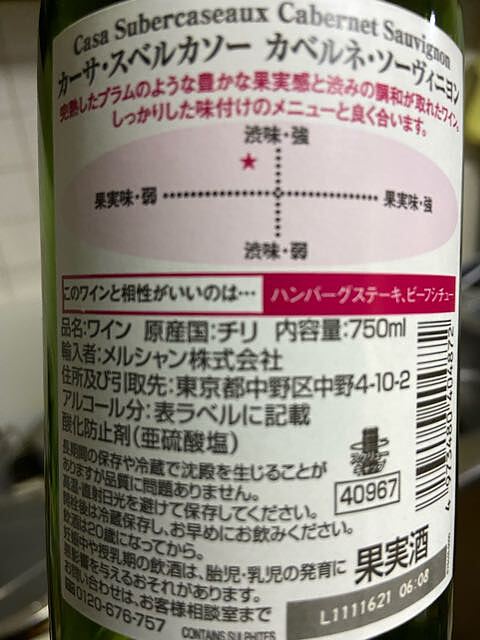 Casa Subercaseaux Cabernet Sauvignon
カーサ・スベルカソー カベルネ・ソーヴィニヨン
完熟したプラムのような豊かな果実感と渋みの調和が取れたワイン。
しっかりした味付けのメニューと良く合います。
渋味・強
果実味・弱
果実味・強
渋味・弱
このワインと相性がいいのは… ハンバーグステーキ、ビーフシチュー
品名:ワイン 原産国:チリ 内容量:750ml
輸入者:メルシャン株式会社
住所及び引取先:東京都中野区中野4-10-2
アルコール分:表ラベルに記載
酸化防止剤(亜硫酸塩)
長期間の保存や冷蔵で沈殿を生じることが
ありますが品質に問題ありません。
高温・直射日光を避けて保存してください。
開栓後は冷蔵保存し、お早めにお飲みください。
飲酒は20歳になってから。
妊娠中や授乳期の飲酒は、胎児・乳児の発育に
悪影響を与えるおそれがあります。
お問い合わせは、お客様相談室まで
0120-676-757
CONTAINS SULPHITES
40967
果実酒
L1111621 06:08
4 973480 404872